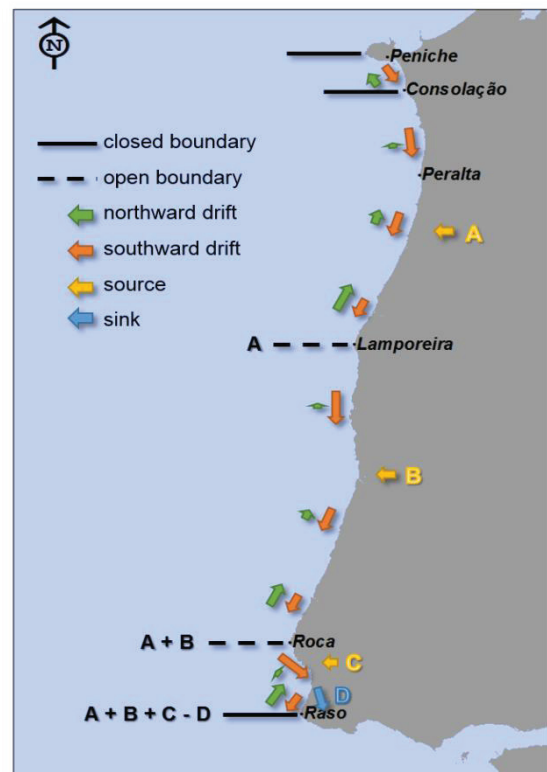 N
Peniche
Consolação
closed boundary
open boundary
Peralta
northward drift
southward drift
A
source
sink
A
Lamporeira
B
A + B
Roca
C
D
A + B + C - D
Raso